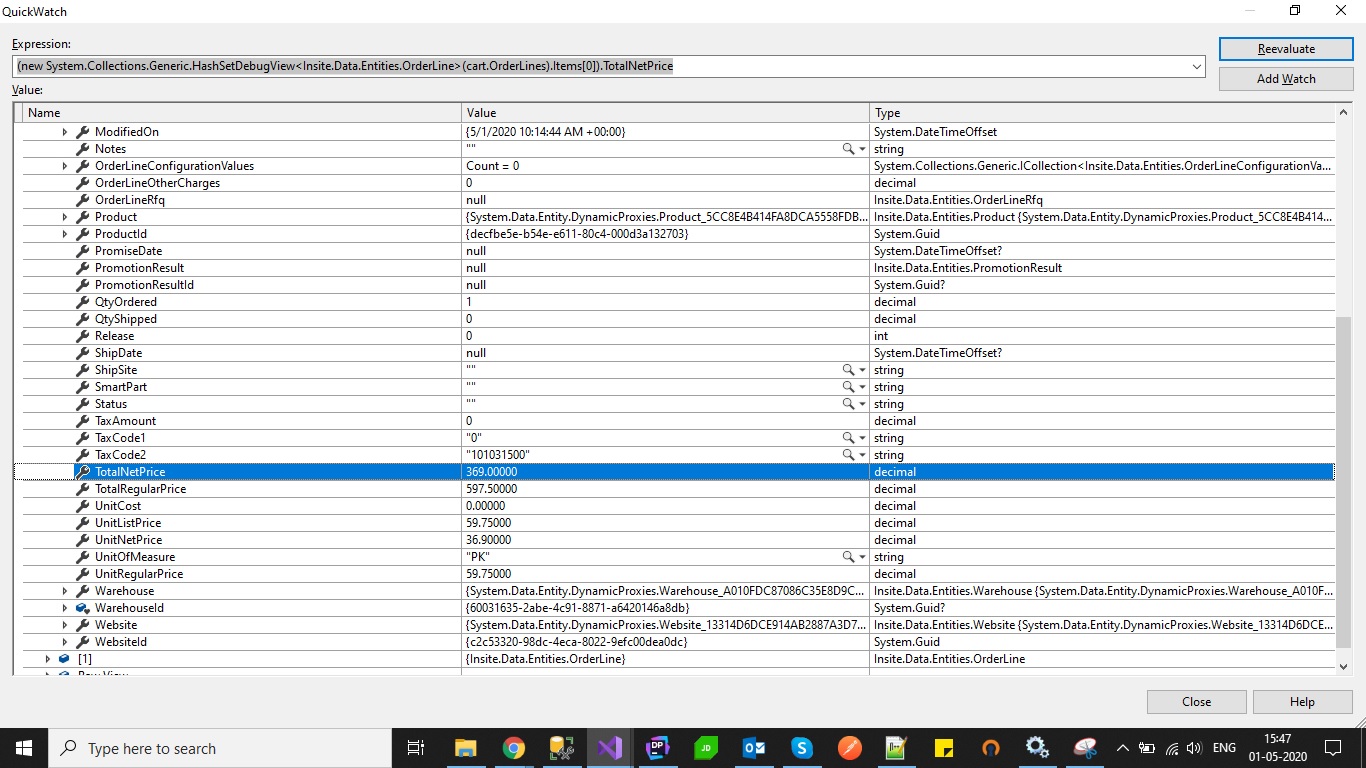 QuickWatch
Expression:
(new System.Collections.Generic.HashSetDebugView<Insite.Data.Entities.OrderLine>(cart.OrderLines).Items[0]).TotalNetPrice
Reevaluate
Add Watch
Value:
Name Value Type
ModifiedOn {5/1/2020 10:14:44 AM +00:00} System.DateTimeOffset
Notes "" string
OrderLineConfigurationValues Count = 0 System.Collections.Generic.ICollection<Insite.Data.Entities.OrderLineConfigurationVa...
OrderLineOtherCharges 0 decimal
OrderLineRfq null Insite.Data.Entities.OrderLineRfq
Product {System.Data.Entity.DynamicProxies.Product_5CC8E4B414FA8DCA5558FDB... Insite.Data.Entities.Product {System.Data.Entity.DynamicProxies.Product_5CC8E4B414...
ProductId {decfbe5e-b54e-e611-80c4-000d3a132703} System.Guid
PromiseDate null System.DateTimeOffset?
PromotionResult null Insite.Data.Entities.PromotionResult
PromotionResultId null System.Guid?
QtyOrdered 1 decimal
QtyShipped 0 decimal
Release 0 int
ShipDate null System.DateTimeOffset?
ShipSite "" string
SmartPart "" string
Status "" string
TaxAmount 0 decimal
TaxCode1 "0" string
TaxCode2 "101031500" string
TotalNetPrice 369.00000 decimal
TotalRegularPrice 597.50000 decimal
UnitCost 0.00000 decimal
UnitListPrice 59.75000 decimal
UnitNetPrice 36.90000 decimal
UnitOfMeasure "PK" string
UnitRegularPrice 59.75000 decimal
Warehouse {System.Data.Entity.DynamicProxies.Warehouse_A010FDC87086C35E8D9C... Insite.Data.Entities.Warehouse {System.Data.Entity.DynamicProxies.Warehouse_A010F...
WarehouseId {60031635-2abe-4c91-8871-a6420146a8db} System.Guid?
Website {System.Data.Entity.DynamicProxies.Website_13314D6DCE914AB2887A3D7... Insite.Data.Entities.Website {System.Data.Entity.DynamicProxies.Website_13314D6DCE...
WebsiteId {c2c53320-98dc-4eca-8022-9efc00dea0dc} System.Guid
[1] {Insite.Data.Entities.OrderLine} Insite.Data.Entities.OrderLine
Raw View
Close
Help
Type here to search
DP
JD
ENG
15:47
01-05-2020